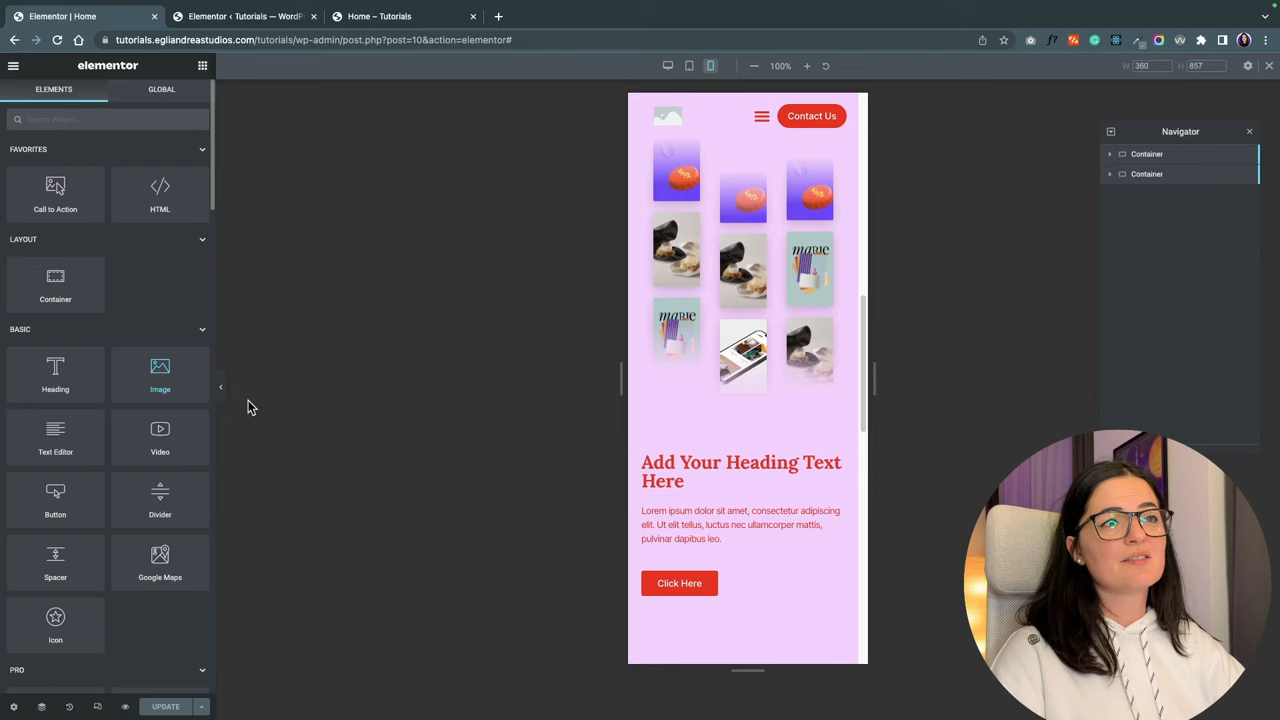 Elementor | Home
Elementor ‹ Tutorials — WordP
Home – Tutorials
tutorials.egliandreastudios.com/tutorials/wp-admin/post.php?post=10&action=elementor#
elementor
100%
W 360
H 857
ELEMENTS
GLOBAL
Search Widget...
FAVORITES
Call to Action
HTML
LAYOUT
Container
BASIC
Heading
Image
Text Editor
Video
Button
Divider
Spacer
Google Maps
Icon
PRO
UPDATE
Contact Us
marie
marie
Add Your Heading Text
Here
Lorem ipsum dolor sit amet, consectetur adipiscing
elit. Ut elit tellus, luctus nec ullamcorper mattis,
pulvinar dapibus leo.
Click Here
Navigator
Container
Container